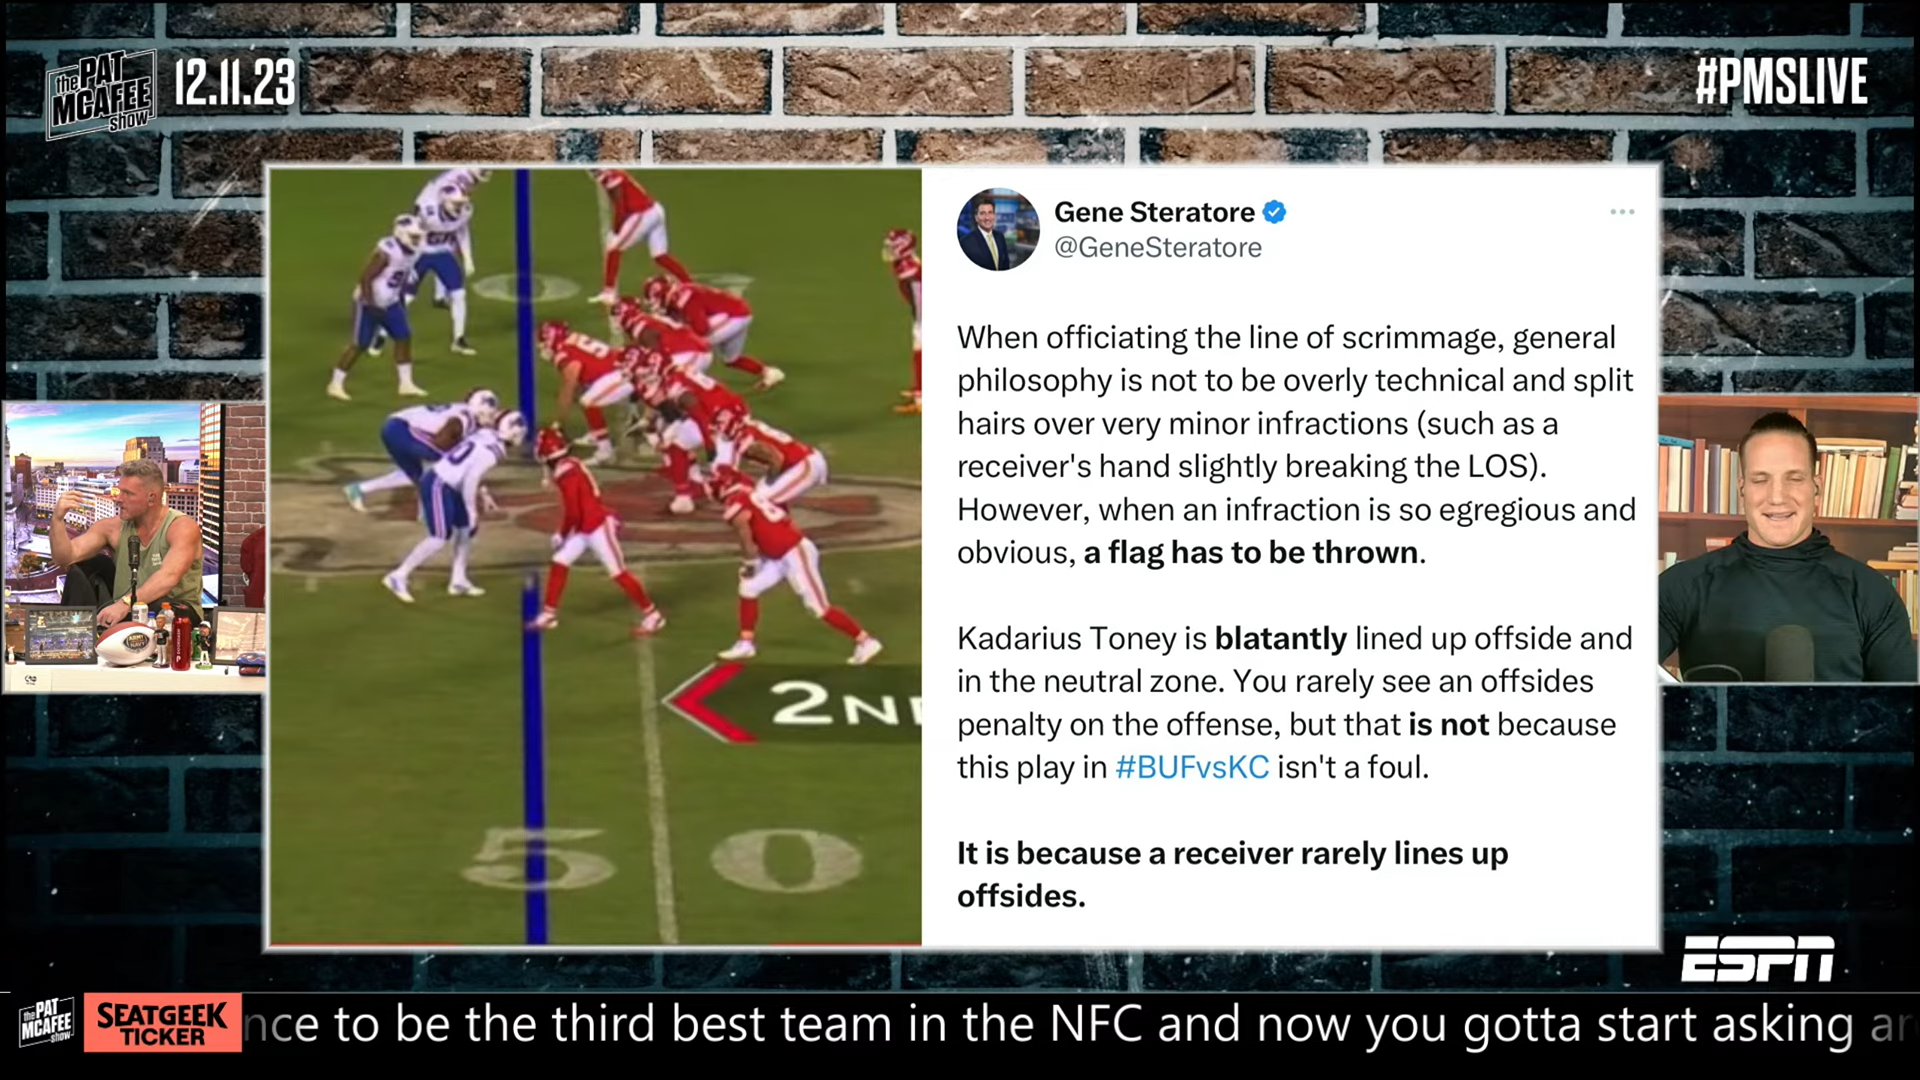 the PAT MCAFEE show
12.11.23
#PMSLIVE
Gene Steratore
@GeneSteratore
When officiating the line of scrimmage, general
philosophy is not to be overly technical and split
hairs over very minor infractions (such as a
receiver's hand slightly breaking the LOS).
However, when an infraction is so egregious and
obvious, a flag has to be thrown.
Kadarius Toney is blatantly lined up offside and
in the neutral zone. You rarely see an offsides
penalty on the offense, but that is not because
this play in #BUFvsKC isn't a foul.
It is because a receiver rarely lines up
offsides.
2N
5 0
ESPN
the PAT MCAFEE show
SEATGEEK
TICKER
nce to be the third best team in the NFC and now you gotta start asking ar